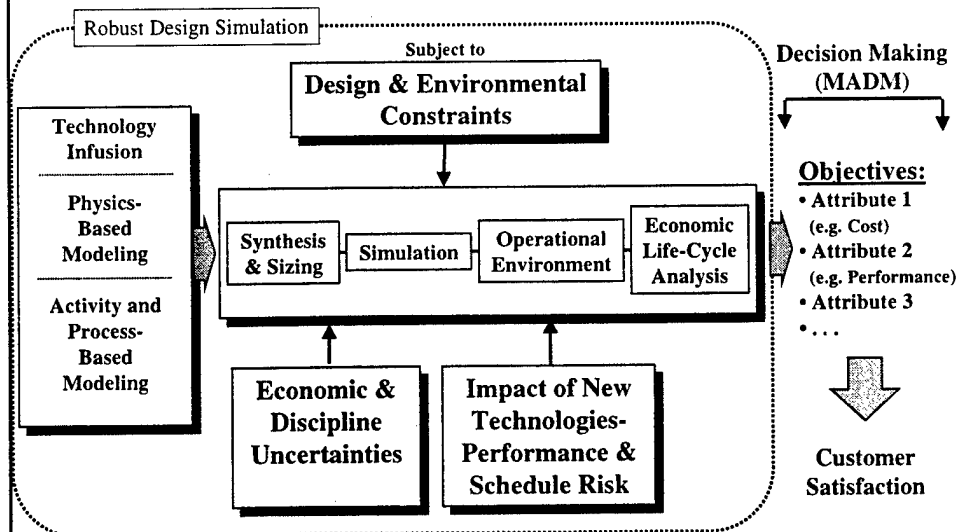 Robust Design Simulation
Subject to
Design & Environmental
Constraints
Technology
Infusion
Physics-
Based
Modeling
Activity and
Process-
Based
Modeling
Synthesis
& Sizing
Simulation
Operational
Environment
Economic
Life-Cycle
Analysis
Economic &
Discipline
Uncertainties
Impact of New
Technologies-
Performance &
Schedule Risk
Decision Making
(MADM)
Objectives:
• Attribute 1
(e.g. Cost)
• Attribute 2
(e.g. Performance)
• Attribute 3
• . . .
Customer
Satisfaction